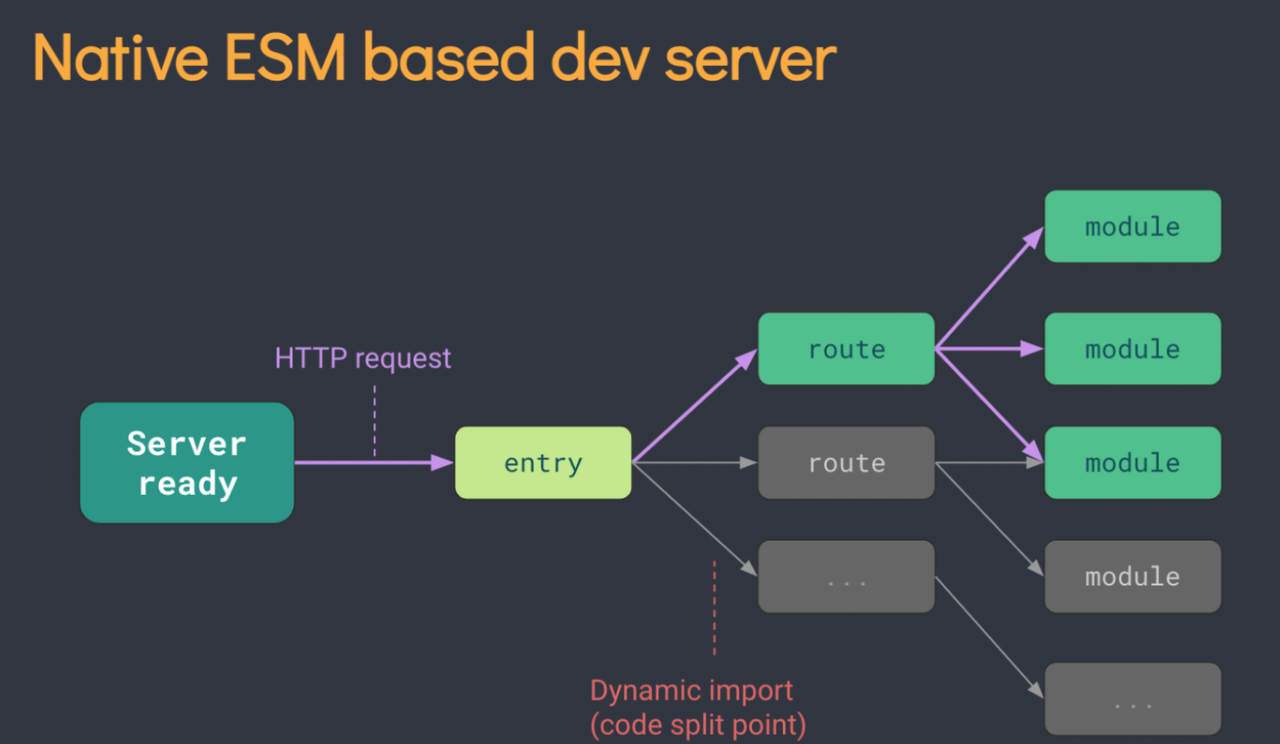 Native ESM based dev server
module
HTTP request
route
module
Server
ready
entry
route
module
...
module
Dynamic import
(code split point)
...